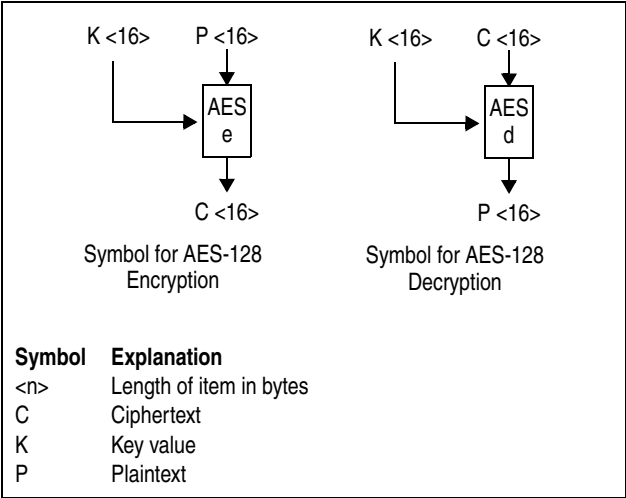 K <16> P <16> K <16> C <16>
AES
e
AES
d
C <16> P <16>
Symbol for AES-128
Encryption
Symbol for AES-128
Decryption
Symbol Explanation
<n> Length of item in bytes
C Ciphertext
K Key value
P Plaintext